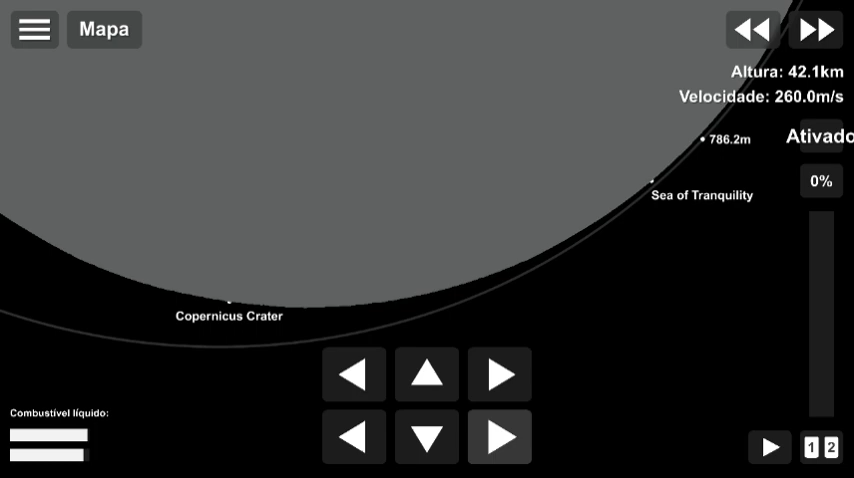 Mapa
Altura: 42.1km
Velocidade: 260.0m/s
786.2m
Ativado
0%
Sea of Tranquility
Copernicus Crater
Combustível líquido:
1 2